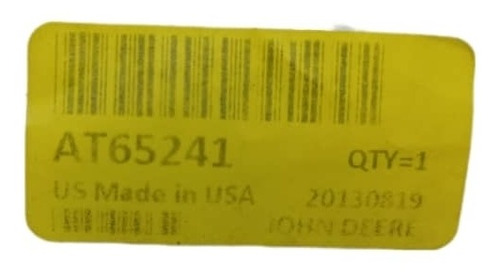 AT65241 QTY=1
US Made in USA 20130819
JOHN DEERE